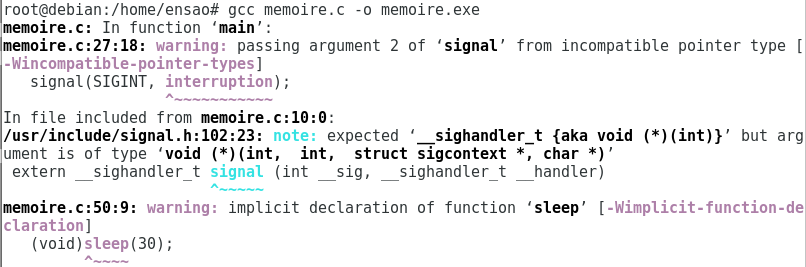 root@debian:/home/ensao# gcc memoire.c -o memoire.exe
memoire.c: In function ‘main’:
memoire.c:27:18: warning: passing argument 2 of ‘signal’ from incompatible pointer type [
-Wincompatible-pointer-types]
signal(SIGINT, interruption);
^~~~~~~~~~~~
In file included from memoire.c:10:0:
/usr/include/signal.h:102:23: note: expected ‘__sighandler_t {aka void (*)(int)}’ but arg
ument is of type ‘void (*)(int,  int,  struct sigcontext *, char *)’
extern __sighandler_t signal (int __sig, __sighandler_t __handler)
^~~~~~
memoire.c:50:9: warning: implicit declaration of function ‘sleep’ [-Wimplicit-function-de
claration]
(void)sleep(30);
^~~~~